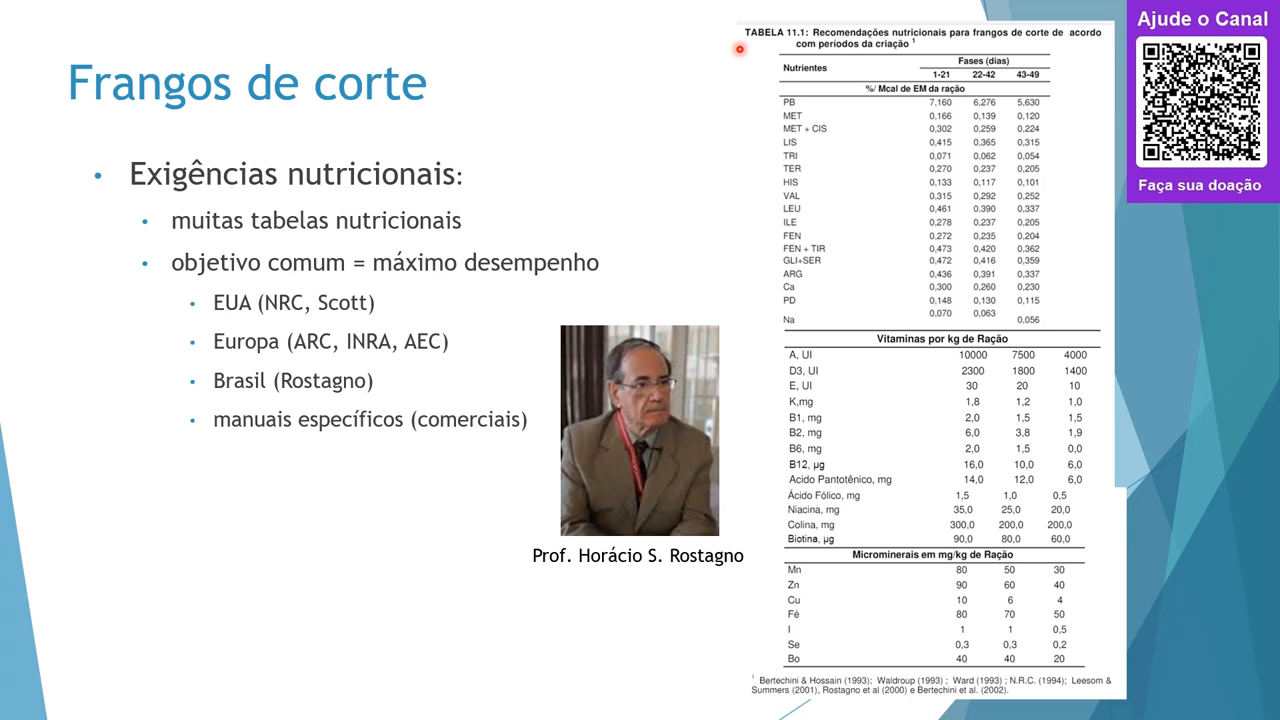 Frangos de corte
• Exigências nutricionais:
• muitas tabelas nutricionais
• objetivo comum = máximo desempenho
• EUA (NRC, Scott)
• Europa (ARC, INRA, AEC)
• Brasil (Rostagno)
• manuais específicos (comerciais)
Prof. Horácio S. Rostagno
TABELA 11.1: Recomendações nutricionais para frangos de corte de acordo
com períodos da criação 1
Nutrientes Fases (dias)
1-21 22-42 43-49
%/ Mcal de EM da ração
PB 7,160 6,276 5,630
MET 0,166 0,139 0,120
MET + CIS 0,302 0,259 0,224
LIS 0,415 0,365 0,315
TRI 0,071 0,062 0,054
TER 0,270 0,237 0,205
HIS 0,133 0,117 0,101
VAL 0,315 0,292 0,252
LEU 0,461 0,390 0,337
ILE 0,278 0,237 0,205
FEN 0,272 0,235 0,204
FEN + TIR 0,473 0,420 0,362
GLI+SER 0,472 0,416 0,359
ARG 0,436 0,391 0,337
Ca 0,300 0,260 0,230
PD 0,148 0,130 0,115
Na 0,070 0,063 0,056
Vitaminas por kg de Ração
A, UI 10000 7500 4000
D3, UI 2300 1800 1400
E, UI 30 20 10
K,mg 1,8 1,2 1,0
B1, mg 2,0 1,5 1,5
B2, mg 6,0 3,8 1,9
B6, mg 2,0 1,5 0,0
B12, µg 16,0 10,0 6,0
Acido Pantotênico, mg 14,0 12,0 6,0
Ácido Fólico, mg 1,5 1,0 0,5
Niacina, mg 35,0 25,0 20,0
Colina, mg 300,0 200,0 200,0
Biotina, µg 90,0 80,0 60,0
Microminerais em mg/kg de Ração
Mn 80 50 30
Zn 90 60 40
Cu 10 6 4
Fé 80 70 50
I 1 1 0,5
Se 0,3 0,3 0,2
Bo 40 40 20
1 Bertechini & Hossain (1993); Waldroup (1993) ; Ward (1993) ; N.R.C. (1994); Leesom &
Summers (2001), Rostagno et al (2000) e Bertechini et al. (2002).
Ajude o Canal
Faça sua doação